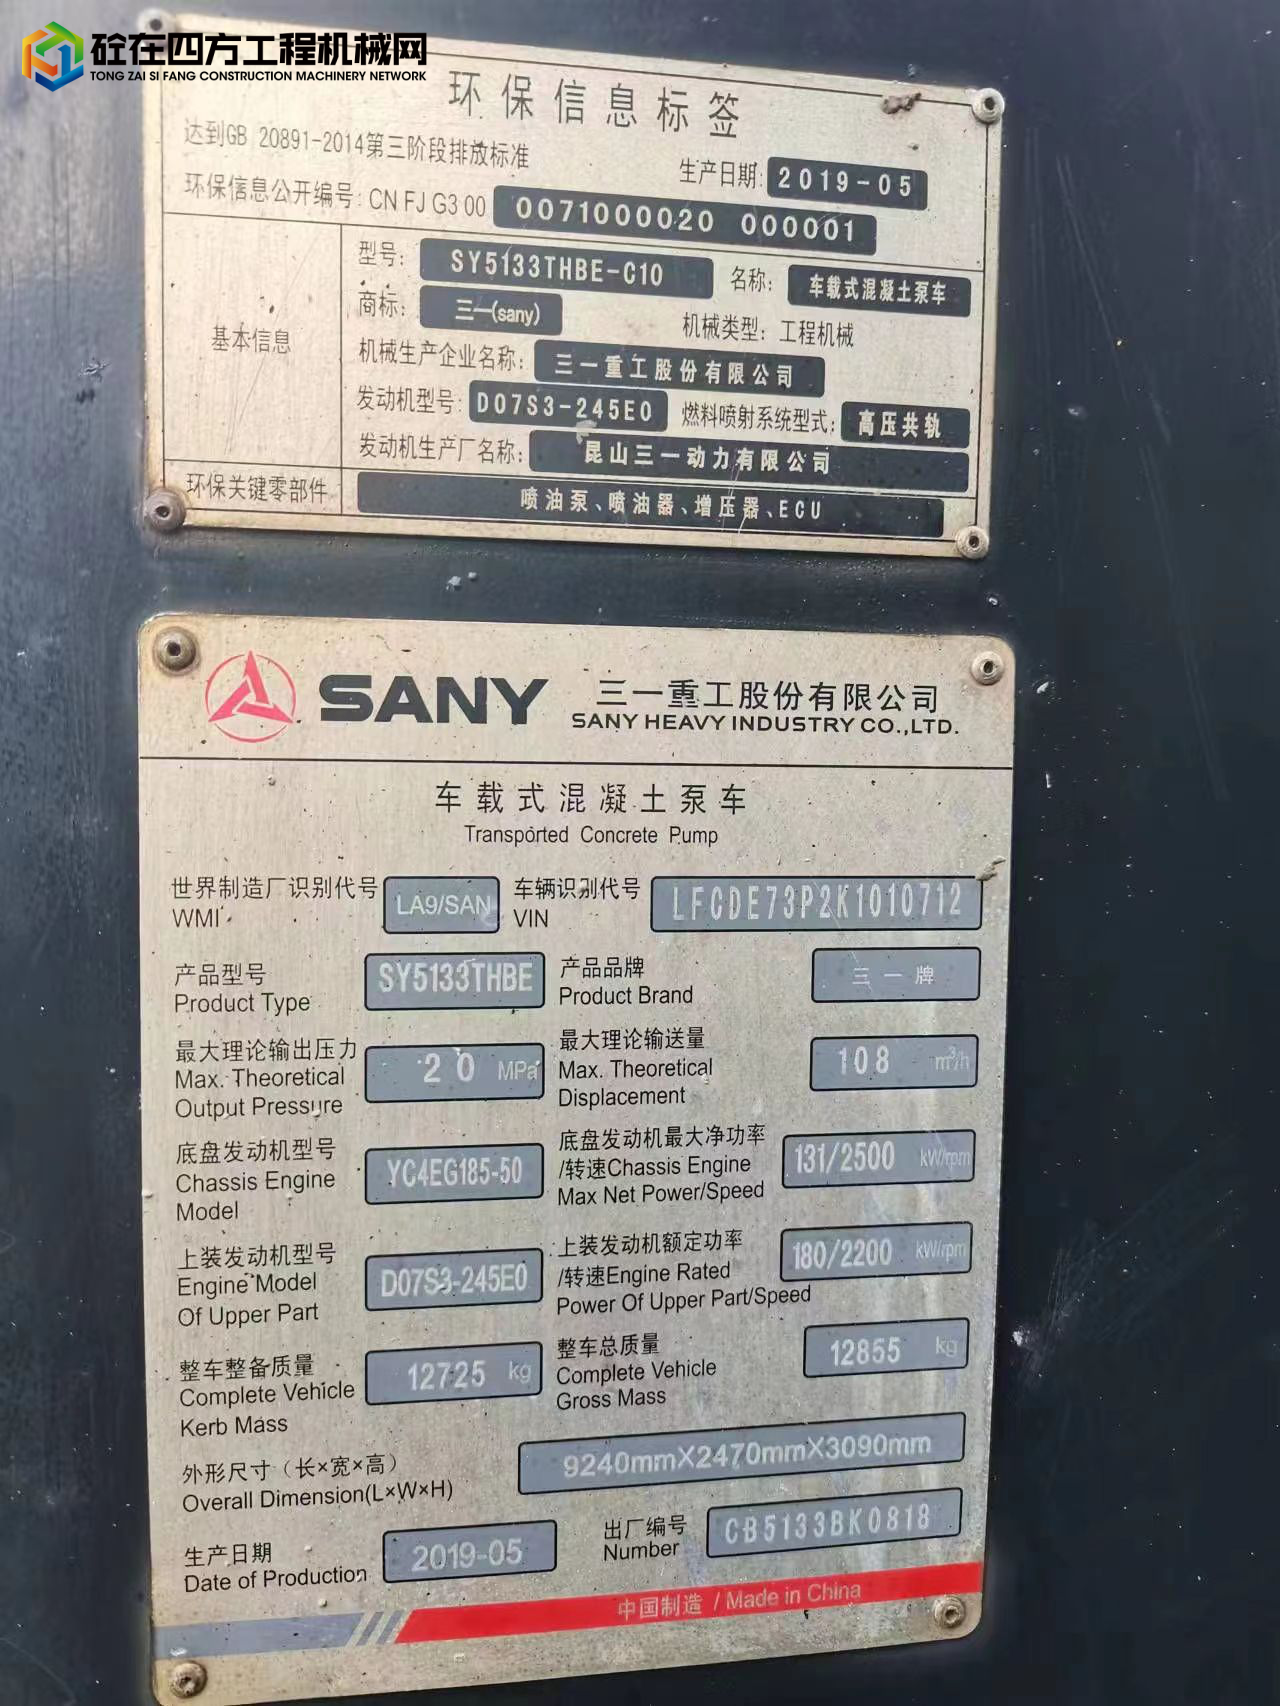 砼在四方工程机械网
TONG ZAI SI FANG CONSTRUCTION MACHINERY NETWORK
环保信息标签
达到GB 20891-2014第三阶段排放标准
生产日期: 2019-05
环保信息公开编号: CN FJ G3 00 0071000020 000001
基本信息
型号: SY5133THBE-C10 名称: 车载式混凝土泵车
商标: 三一(sany) 机械类型: 工程机械
机械生产企业名称: 三一重工股份有限公司
发动机型号: D07S3-245E0 燃料喷射系统型式: 高压共轨
发动机生产厂名称: 昆山三一动力有限公司
环保关键零部件 喷油泵、喷油器、增压器、ECU
SANY 三一重工股份有限公司
SANY HEAVY INDUSTRY CO.,LTD.
车载式混凝土泵车
Transported Concrete Pump
世界制造厂识别代号 LA9/SAN 车辆识别代号 LFCDE73P2K1010712
WMI VIN
产品型号 SY5133THBE 产品品牌 三一牌
Product Type Product Brand
最大理论输出压力 20 MPa 最大理论输送量 108 m³/h
Max. Theoretical Max. Theoretical
Output Pressure Displacement
底盘发动机型号 YC4EG185-50 底盘发动机最大净功率 131/2500 kW/rpm
Chassis Engine /转速Chassis Engine
Model Max Net Power/Speed
上装发动机型号 D07S3-245E0 上装发动机额定功率 180/2200 kW/rpm
Engine Model /转速Engine Rated
Of Upper Part Power Of Upper Part/Speed
整车整备质量 12725 kg 整车总质量 12855 kg
Complete Vehicle Complete Vehicle
Kerb Mass Gross Mass
外形尺寸（长×宽×高） 9240mm×2470mm×3090mm
Overall Dimension(L×W×H)
生产日期 2019-05 出厂编号 CB5133BK0818
Date of Production Number
中国制造 / Made in China